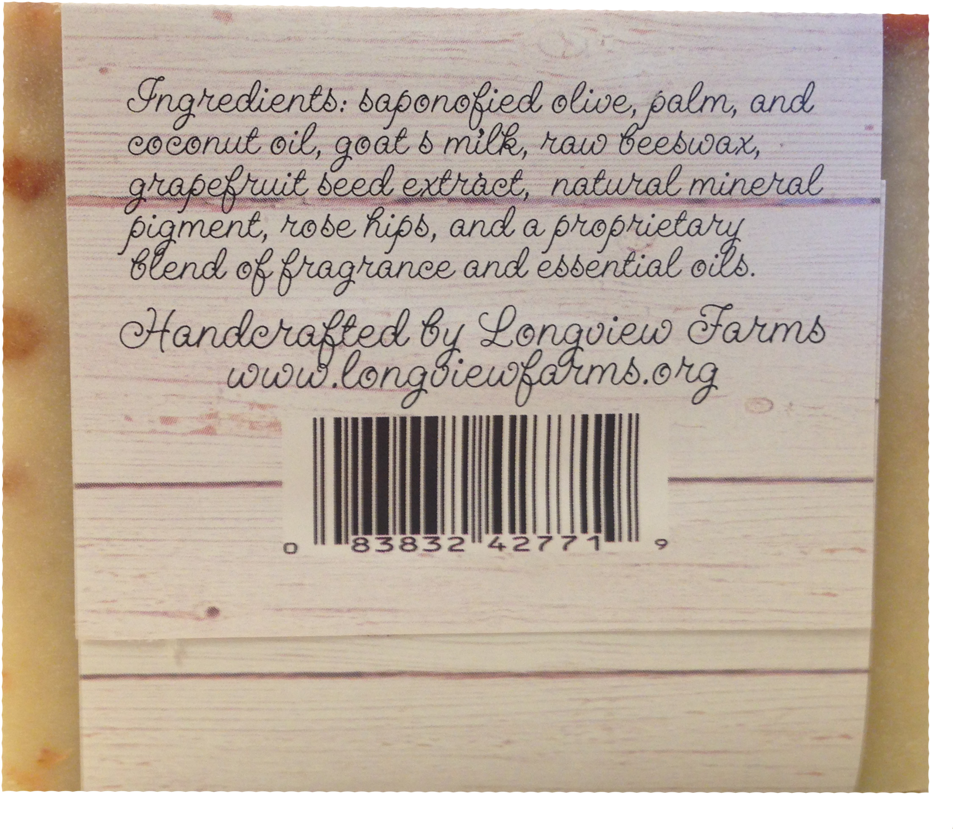 Ingredients: saponofied olive, palm, and
coconut oil, goat s milk, raw beeswax,
grapefruit seed extract, natural mineral
pigment, rose hips, and a proprietary
blend of fragrance and essential oils.
Handcrafted by Longview Farms
www.longviewfarms.org
0 83832 42771 9